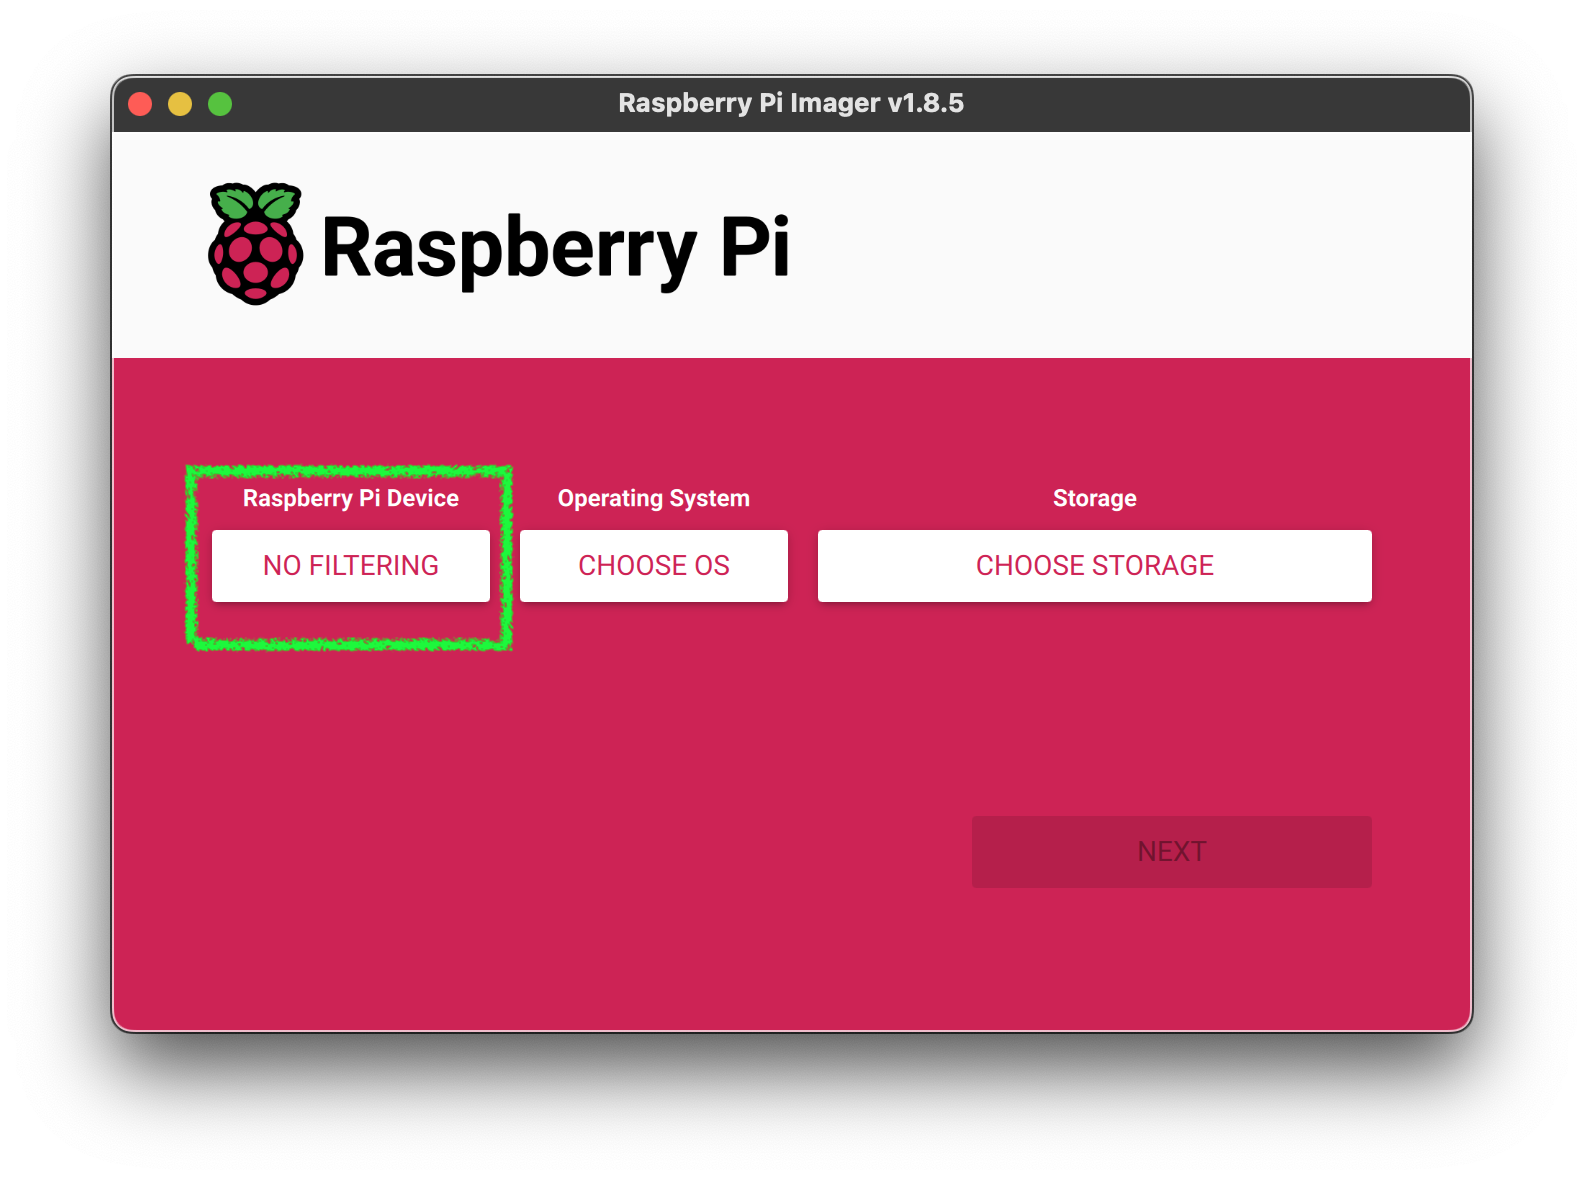 Raspberry Pi Imager v1.8.5
Raspberry Pi
Raspberry Pi Device
Operating System
Storage
NO FILTERING
CHOOSE OS
CHOOSE STORAGE
NEXT